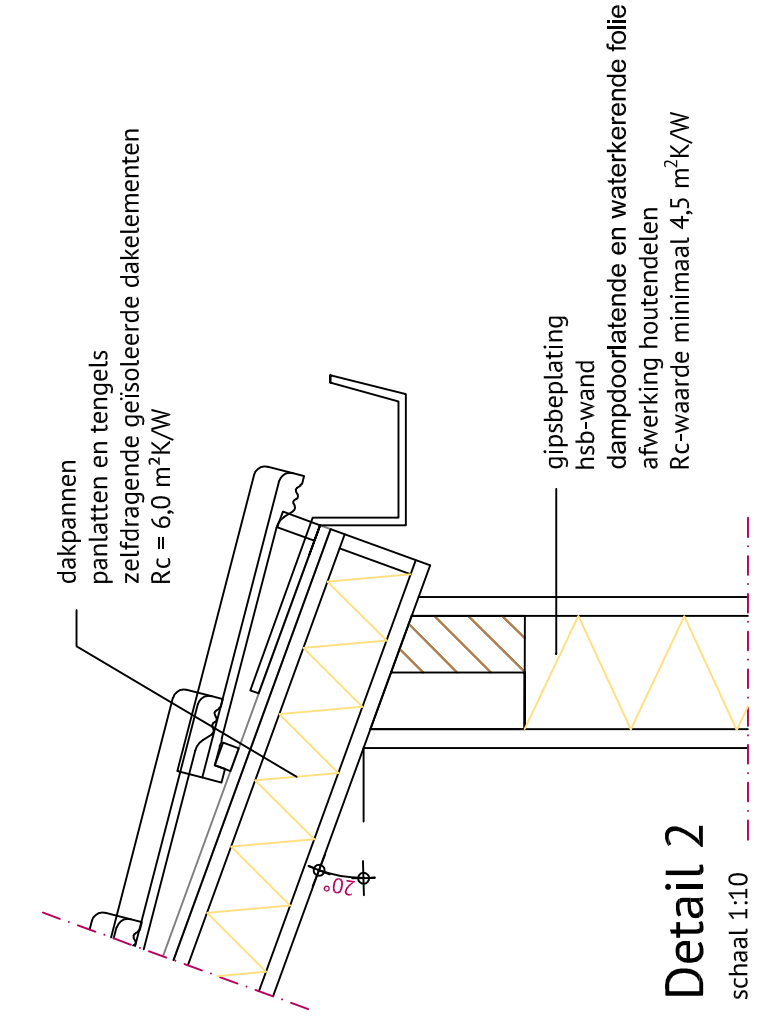 dakpannen
panlatten en tengels
zelfdragende geïsoleerde dakelementen
Rc = 6,0 m²K/W
gipsbeplating
hsb-wand
dampdoorlatende en waterkerende folie
afwerking houtendelen
Rc-waarde minimaal 4,5 m²K/W
20°
Detail 2
schaal 1:10